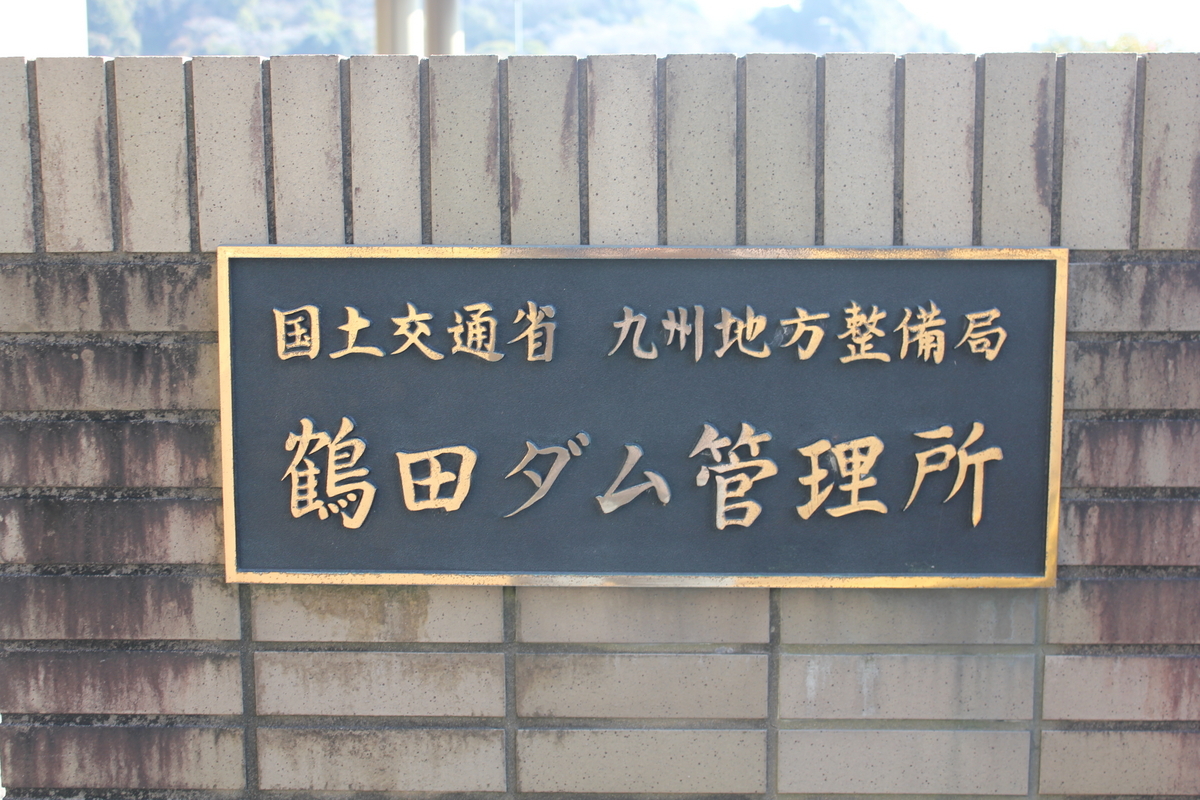 国土交通省　九州地方整備局
鶴田ダム管理所